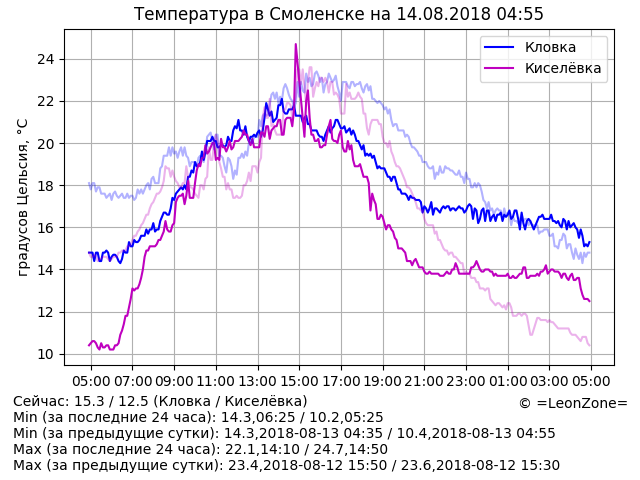 Температура в Смоленске на 14.08.2018 04:55
Кловка
Киселёвка
градусов Цельсия, °C
24
22
20
18
16
14
12
10
05:00 07:00 09:00 11:00 13:00 15:00 17:00 19:00 21:00 23:00 01:00 03:00 05:00
Сейчас: 15.3 / 12.5 (Кловка / Киселёвка)
© =LeonZone=
Min (за последние 24 часа): 14.3,06:25 / 10.2,05:25
Min (за предыдущие сутки): 14.3,2018-08-13 04:35 / 10.4,2018-08-13 04:55
Max (за последние 24 часа): 22.1,14:10 / 24.7,14:50
Max (за предыдущие сутки): 23.4,2018-08-12 15:50 / 23.6,2018-08-12 15:30